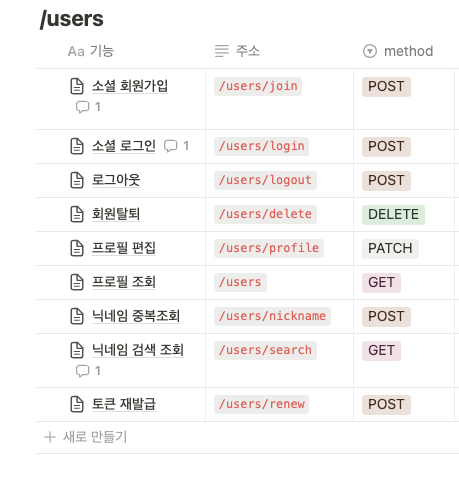 /users
Aa 기능 주소 method
소셜 회원가입 /users/join POST
1
소셜 로그인 1 /users/login POST
로그아웃 /users/logout POST
회원탈퇴 /users/delete DELETE
프로필 편집 /users/profile PATCH
프로필 조회 /users GET
닉네임 중복조회 /users/nickname POST
닉네임 검색 조회 /users/search GET
1
토큰 재발급 /users/renew POST
+ 새로 만들기